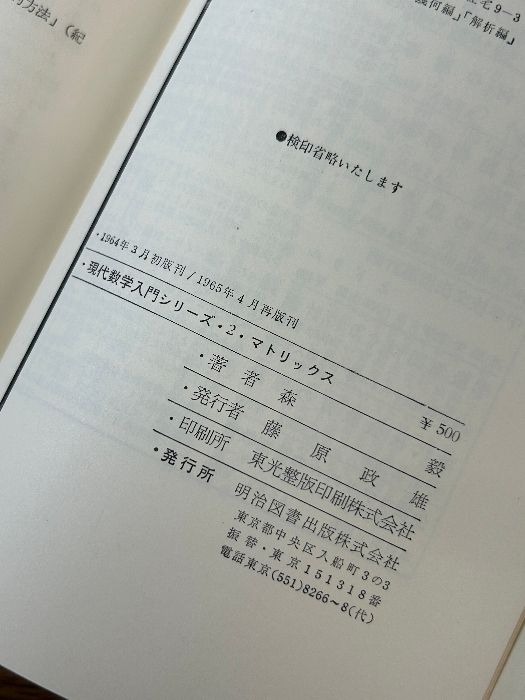 的方法」（紀
社宅9−3
幾何編」「解析編」
●検印省略いたします
・1964年3月初版刊/1965年4月再版刊
・現代数学入門シリーズ・2・マトリックス
¥500
・著者 森 毅
・発行者 藤原政雄
・印刷所 東光整版印刷株式会社
・発行所 明治図書出版株式会社
東京都中央区入船町3の3
振替・東京151318番
電話東京(551)8266〜8(代)